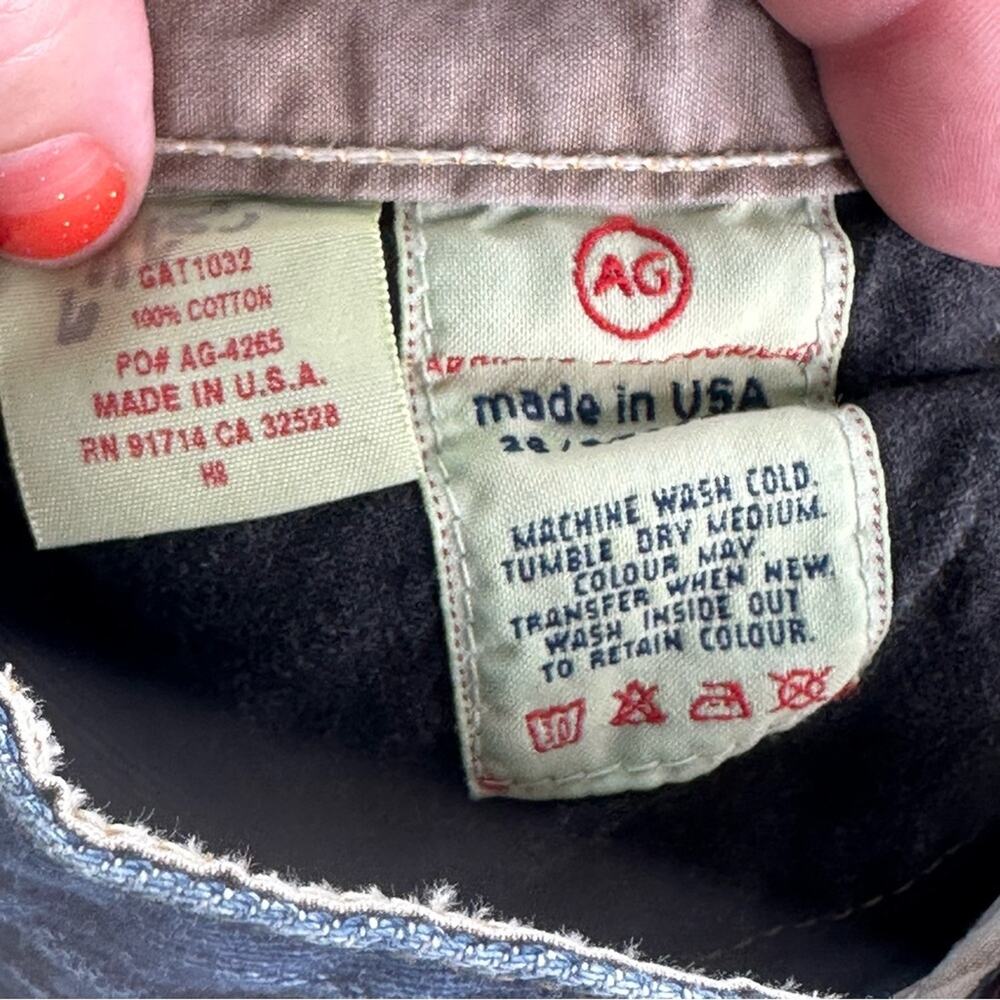 GAT1032
100% COTTON
PO# AG-4265
MADE IN U.S.A.
RN 91714 CA 32528
H8
AG
made in USA
MACHINE WASH COLD.
TUMBLE DRY MEDIUM.
COLOUR MAY
TRANSFER WHEN NEW.
WASH INSIDE OUT
TO RETAIN COLOUR.
30